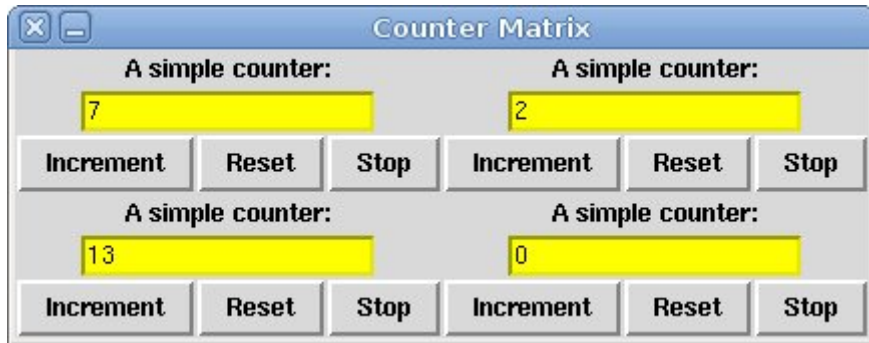 Counter Matrix
A simple counter: A simple counter:
7 2
Increment Reset Stop Increment Reset Stop
A simple counter: A simple counter:
13 0
Increment Reset Stop Increment Reset Stop